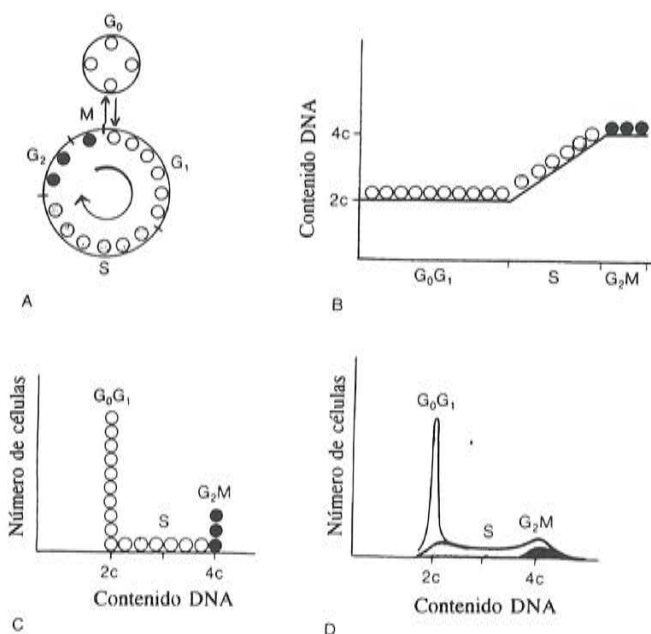 G₀
M
G₂
G₁
S
A
Contenido DNA
4c
2c
G₀G₁
S
G₂M
B
Número de células
G₀G₁
S
G₂M
2c
4c
Contenido DNA
C
Número de células
G₀G₁
S
G₂M
2c
4c
Contenido DNA
D